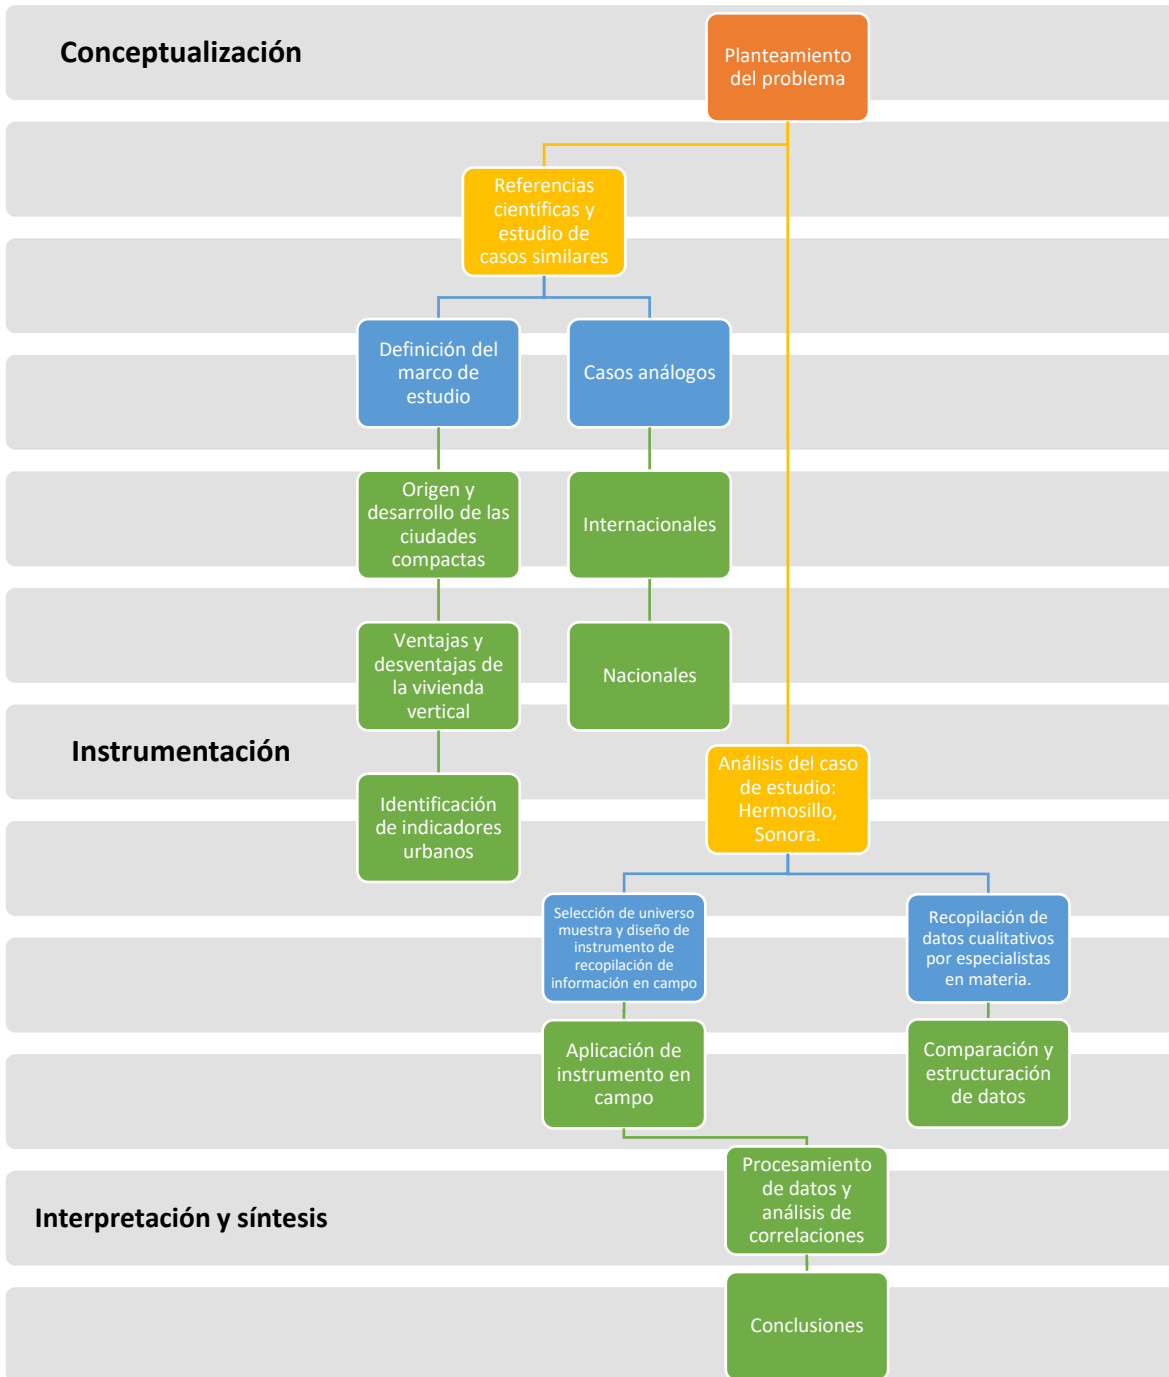 Conceptualización
Planteamiento
del problema
Referencias
científicas y
estudio de
casos similares
Definición del
marco de
estudio
Casos análogos
Origen y
desarrollo de las
ciudades
compactas
Internacionales
Ventajas y
desventajas de
la vivienda
vertical
Nacionales
Instrumentación
Identificación
de indicadores
urbanos
Análisis del caso
de estudio:
Hermosillo,
Sonora.
Selección de universo
muestra y diseño de
instrumento de
recopilación de
información en campo
Recopilación de
datos cualitativos
por especialistas
en materia.
Aplicación de
instrumento en
campo
Comparación y
estructuración
de datos
Interpretación y síntesis
Procesamiento
de datos y
análisis de
correlaciones
Conclusiones